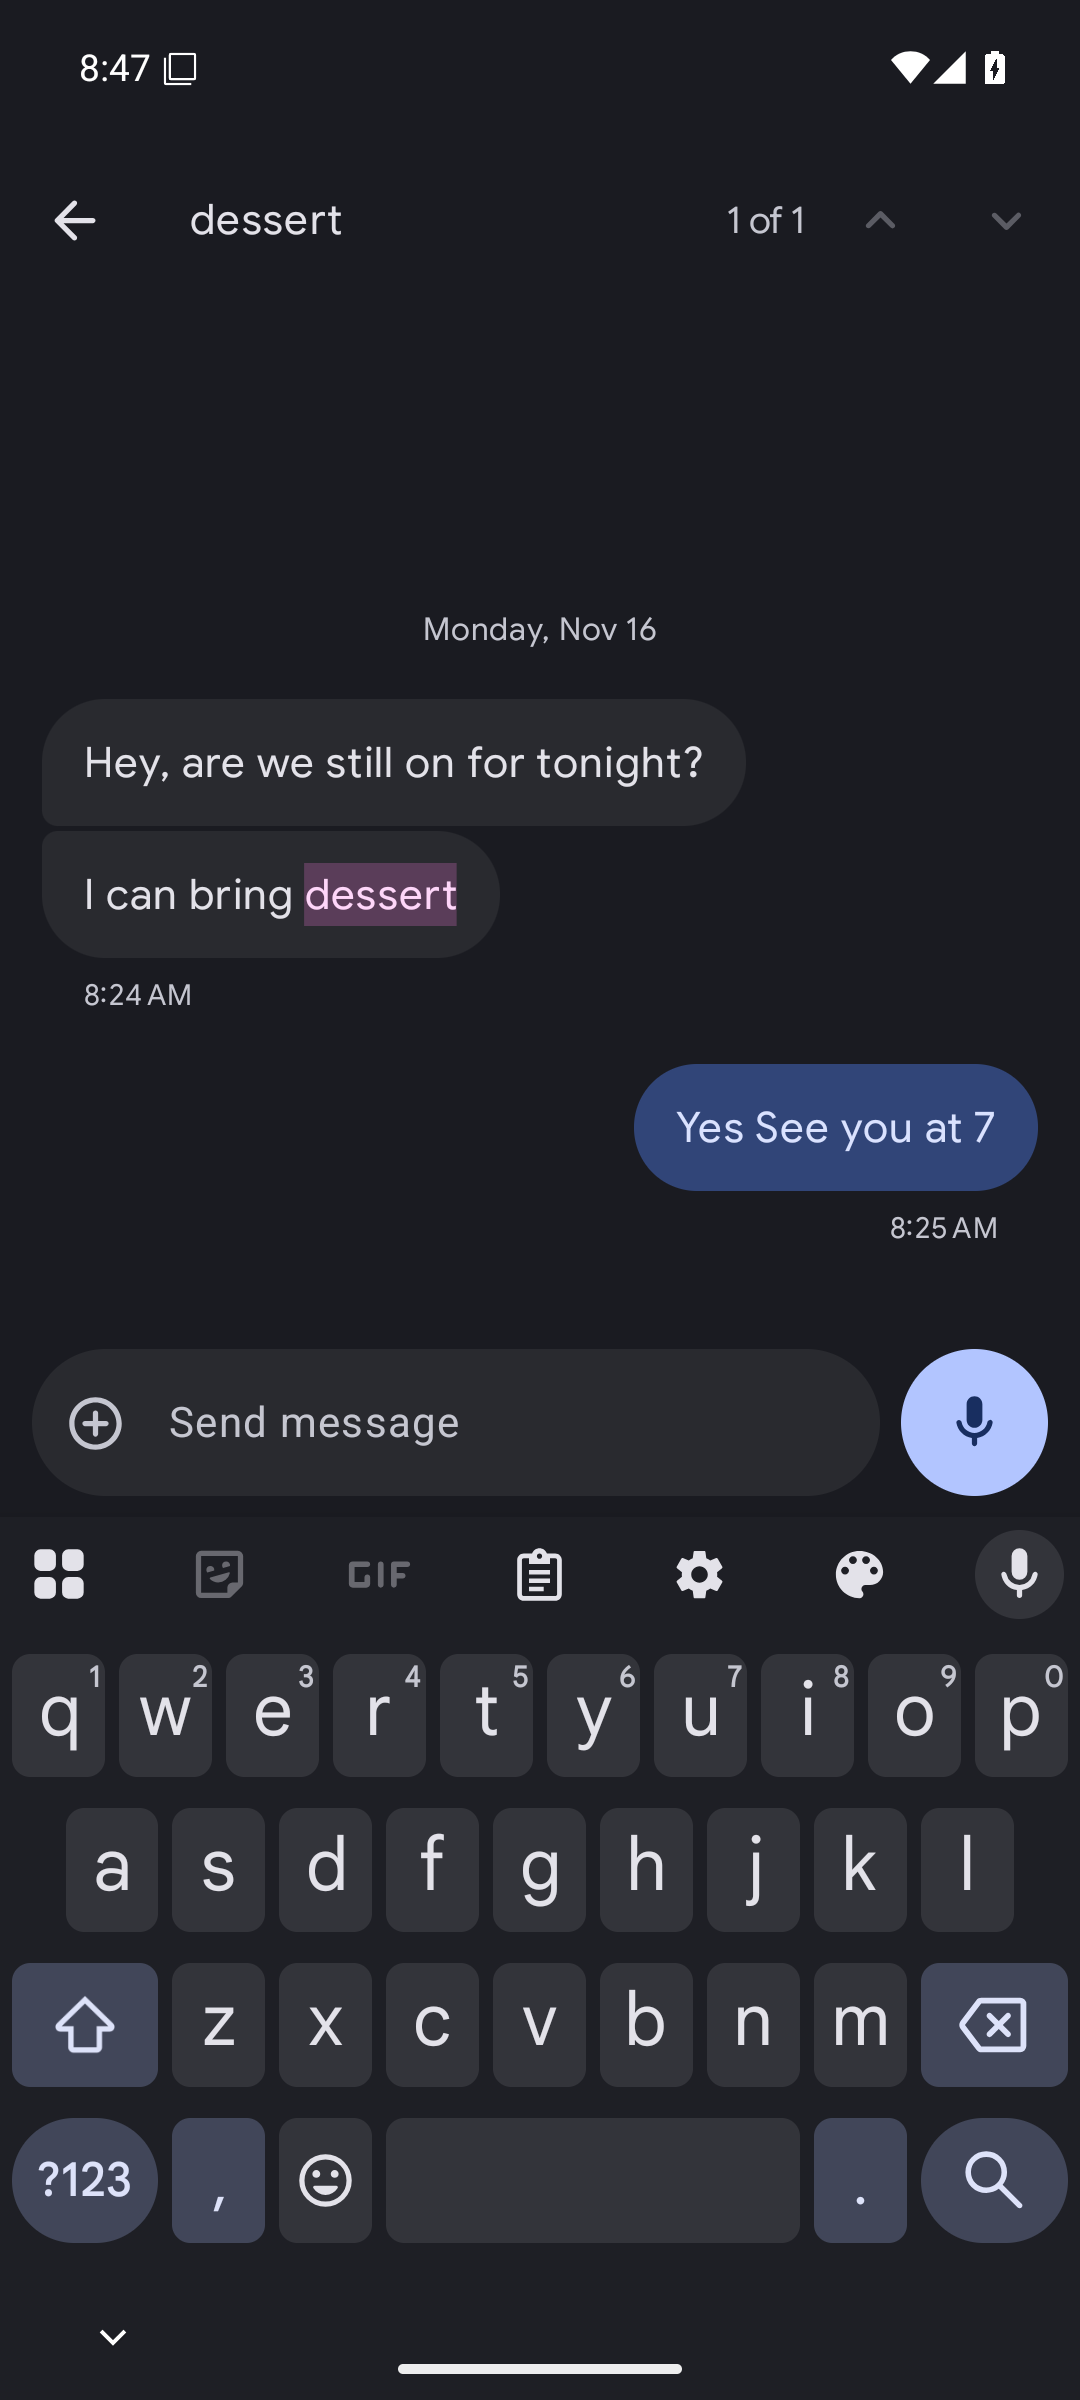 8:47
dessert 1 of 1
Monday, Nov 16
Hey, are we still on for tonight?
I can bring dessert
8:24 AM
Yes See you at 7
8:25 AM
Send message
GIF
q 1 w 2 e 3 r 4 t 5 y 6 u 7 i 8 o 9 p 0
a s d f g h j k l
z x c v b n m
?123 , .